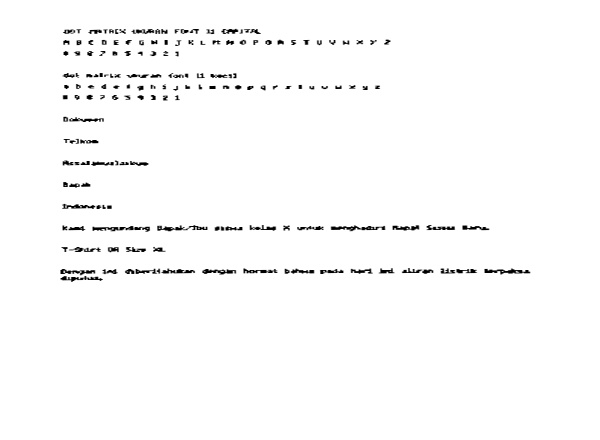 DOT MATRIX UKURAN FONT 11 CAPITAL
A B C D E F G H I J K L M N O P Q R S T U V W X Y Z
0 9 8 7 6 5 4 3 2 1
dot matrix ukuran font 11 kecil
a b c d e f g h i j k l m n o p q r s t u v w x y z
0 9 8 7 6 5 4 3 2 1
Dokumen
Telkom
Assalamualaikum
Bapak
Indonesia
Kami mengundang Bapak/Ibu siswa kelas X untuk menghadiri Rapat Siswa Baru.
T-Shirt OR Size XL
Dengan ini diberitahukan dengan hormat bahwa pada hari ini aliran listrik terpaksa
diputus.